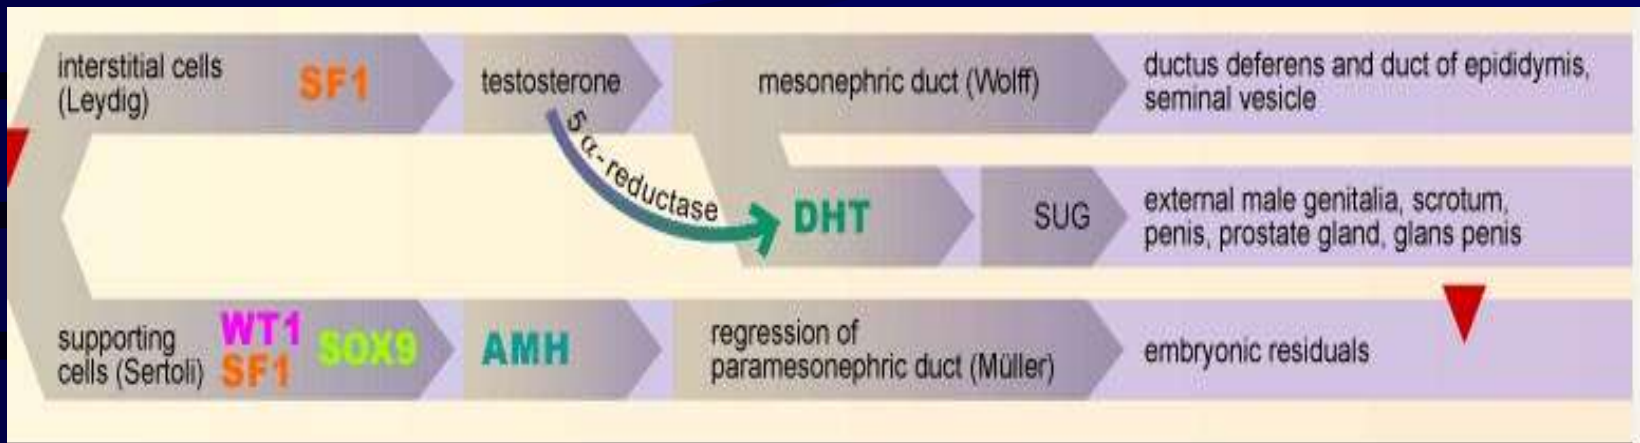 interstitial cells
(Leydig)
SF1
testosterone
mesonephric duct (Wolff)
ductus deferens and duct of epididymis,
seminal vesicle
5 α- reductase
DHT
SUG
external male genitalia, scrotum,
penis, prostate gland, glans penis
supporting
cells (Sertoli)
WT1
SF1
SOX9
AMH
regression of
paramesonephric duct (Müller)
embryonic residuals